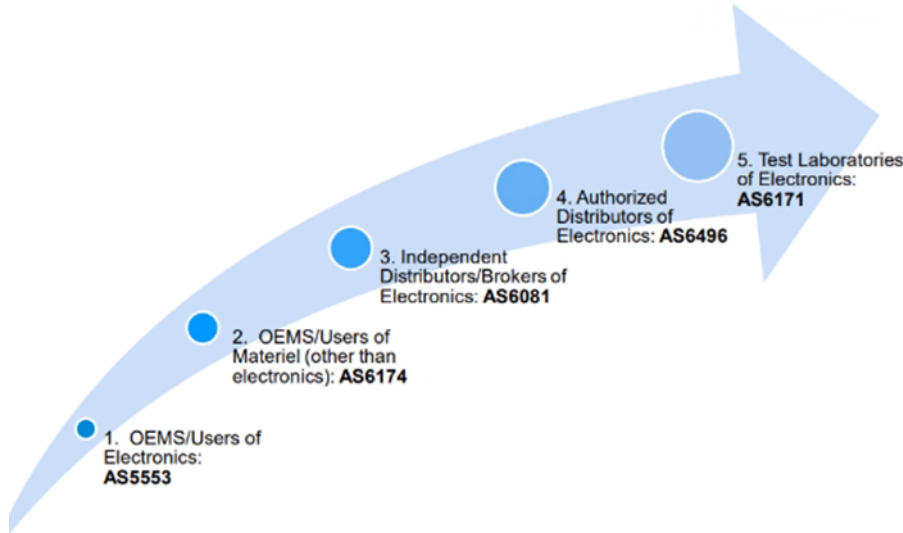 1. OEMS/Users of
Electronics:
AS5553
2. OEMS/Users of
Materiel (other than
electronics): AS6174
3. Independent
Distributors/Brokers of
Electronics: AS6081
4. Authorized
Distributors of
Electronics: AS6496
5. Test Laboratories
of Electronics:
AS6171